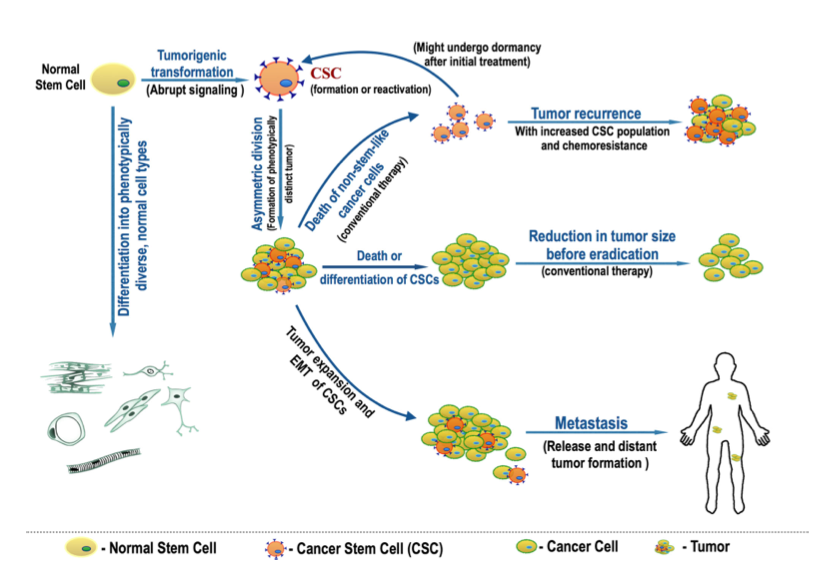 Normal
Stem Cell
Tumorigenic
transformation
(Abrupt signaling )
CSC
(formation or reactivation)
(Might undergo dormancy
after initial treatment)
Tumor recurrence
With increased CSC population
and chemoresistance
Differentiation into phenotypically
diverse, normal cell types
Asymmetric division
(Formation of phenotypically
distinct tumor)
Death of non-stem-like
cancer cells
(conventional therapy)
Death or
differentiation of CSCs
Reduction in tumor size
before eradication
(conventional therapy)
Tumor expansion and
EMT of CSCs
Metastasis
(Release and distant
tumor formation )
- Normal Stem Cell
- Cancer Stem Cell (CSC)
- Cancer Cell
- Tumor